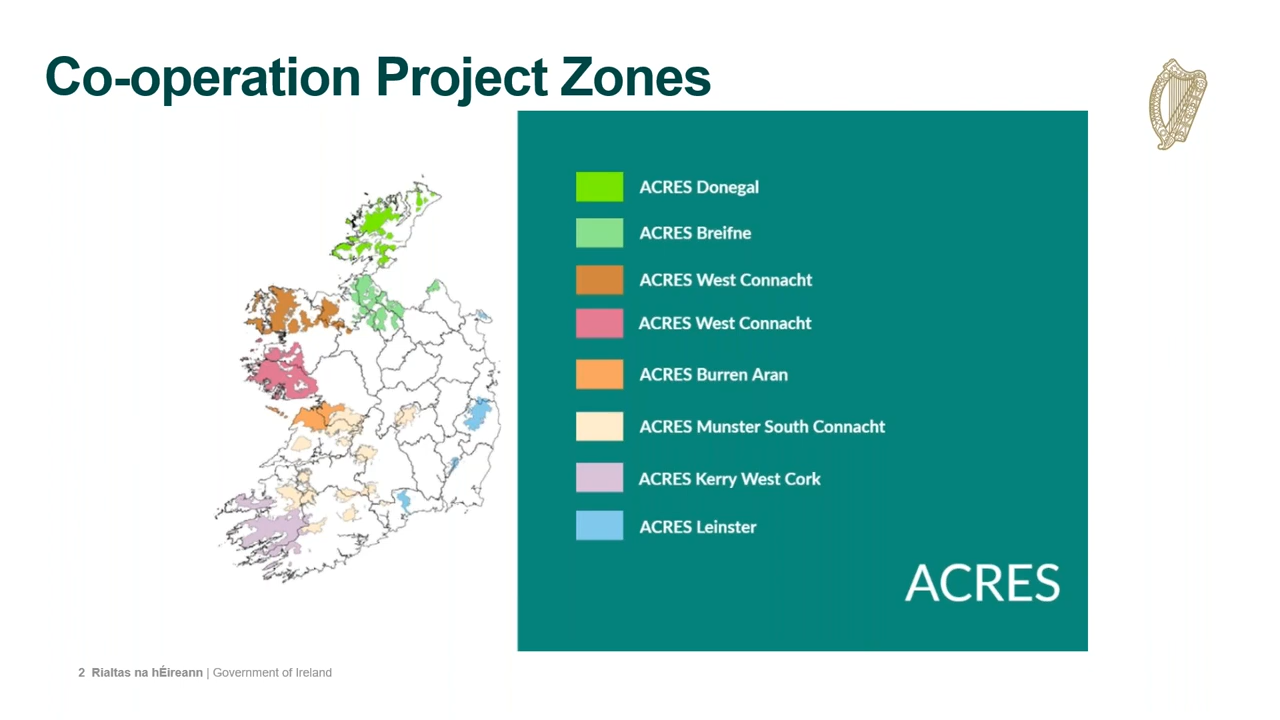 Co-operation Project Zones
ACRES Donegal
ACRES Breifne
ACRES West Connacht
ACRES West Connacht
ACRES Burren Aran
ACRES Munster South Connacht
ACRES Kerry West Cork
ACRES Leinster
ACRES
2 Rialtas na hÉireann | Government of Ireland